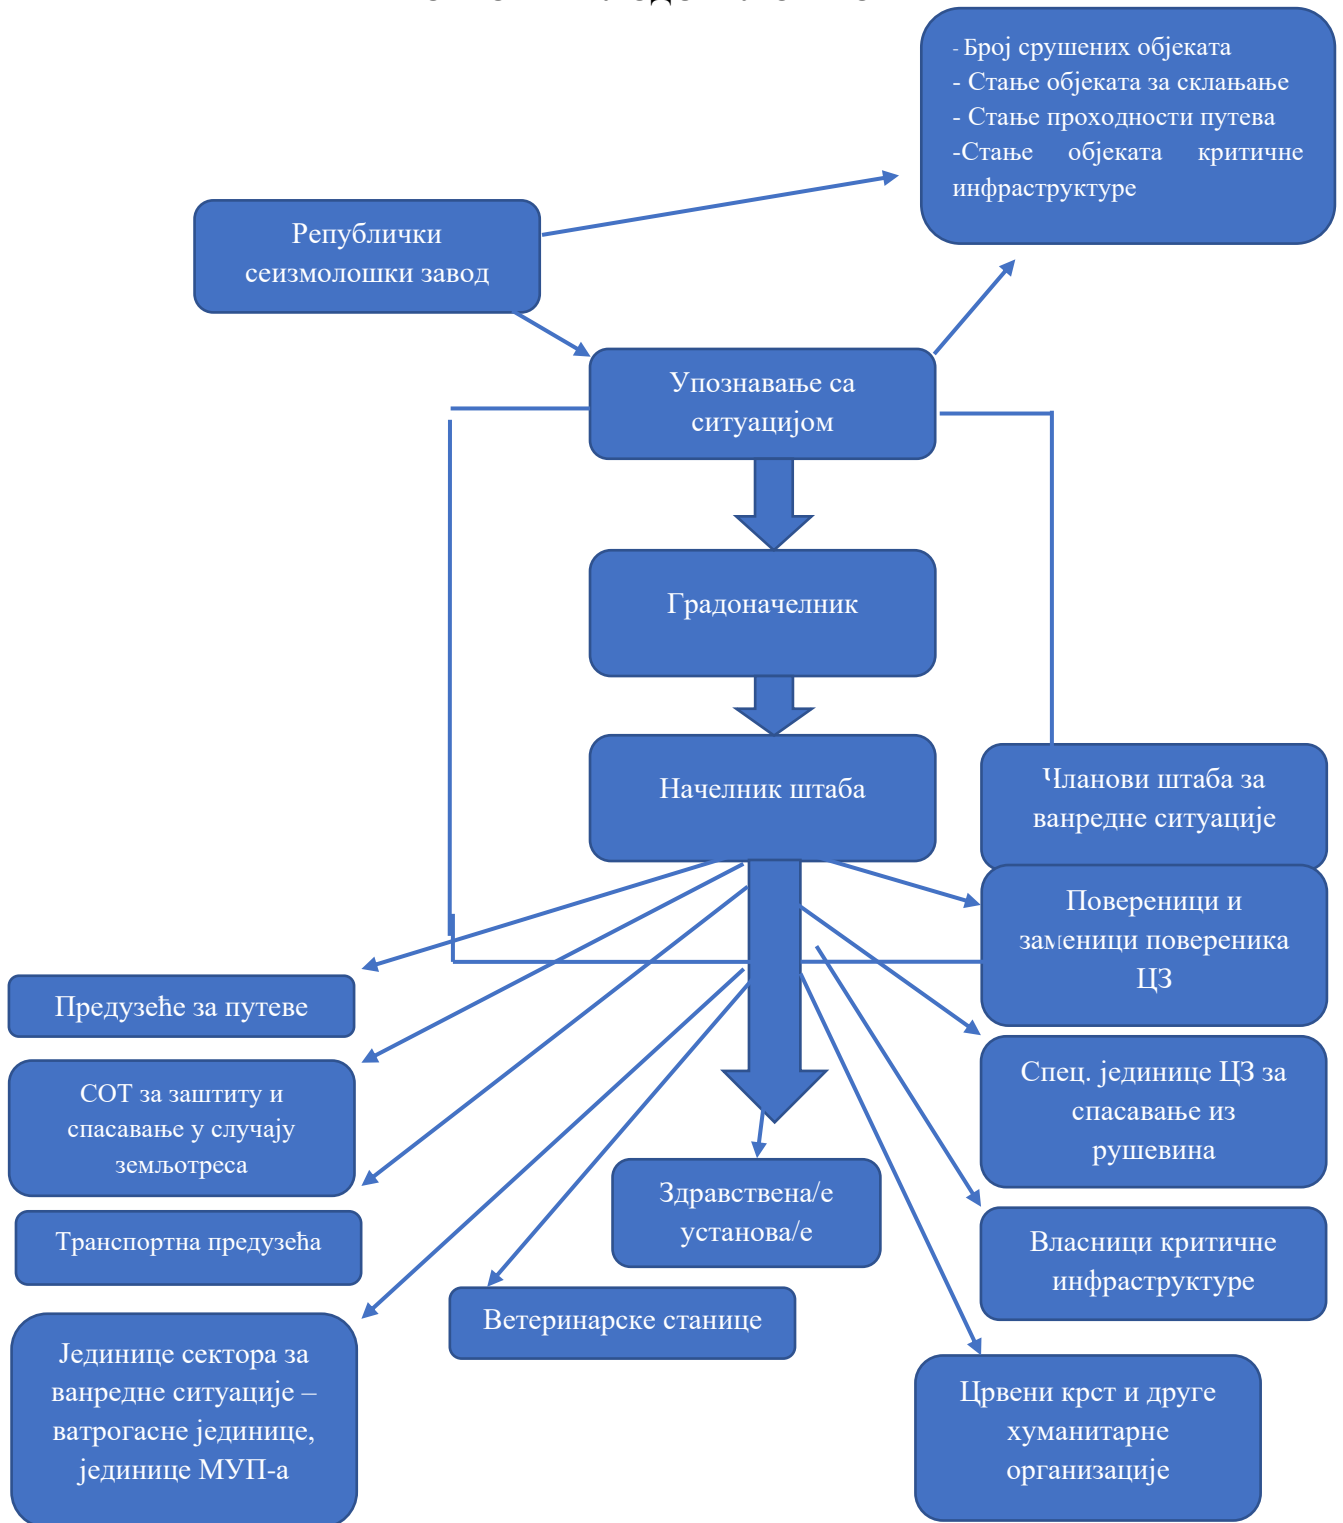 - Број срушених објеката
- Стање објеката за склањање
- Стање проходности путева
-Стање објеката критичне
инфраструктуре
Републички
сеизмолошки завод
Упознавање са
ситуацијом
Градоначелник
Начелник штаба
Чланови штаба за
ванредне ситуације
Повереници и
заменици повереника
ЦЗ
Предузеће за путеве
СОТ за заштиту и
спасавање у случају
земљотреса
Спец. јединице ЦЗ за
спасавање из
рушевина
Здравствена/е
установа/е
Транспортна предузећа
Власници критичне
инфраструктуре
Ветеринарске станице
Јединице сектора за
ванредне ситуације –
ватрогасне јединице,
јединице МУП-а
Црвени крст и друге
хуманитарне
организације